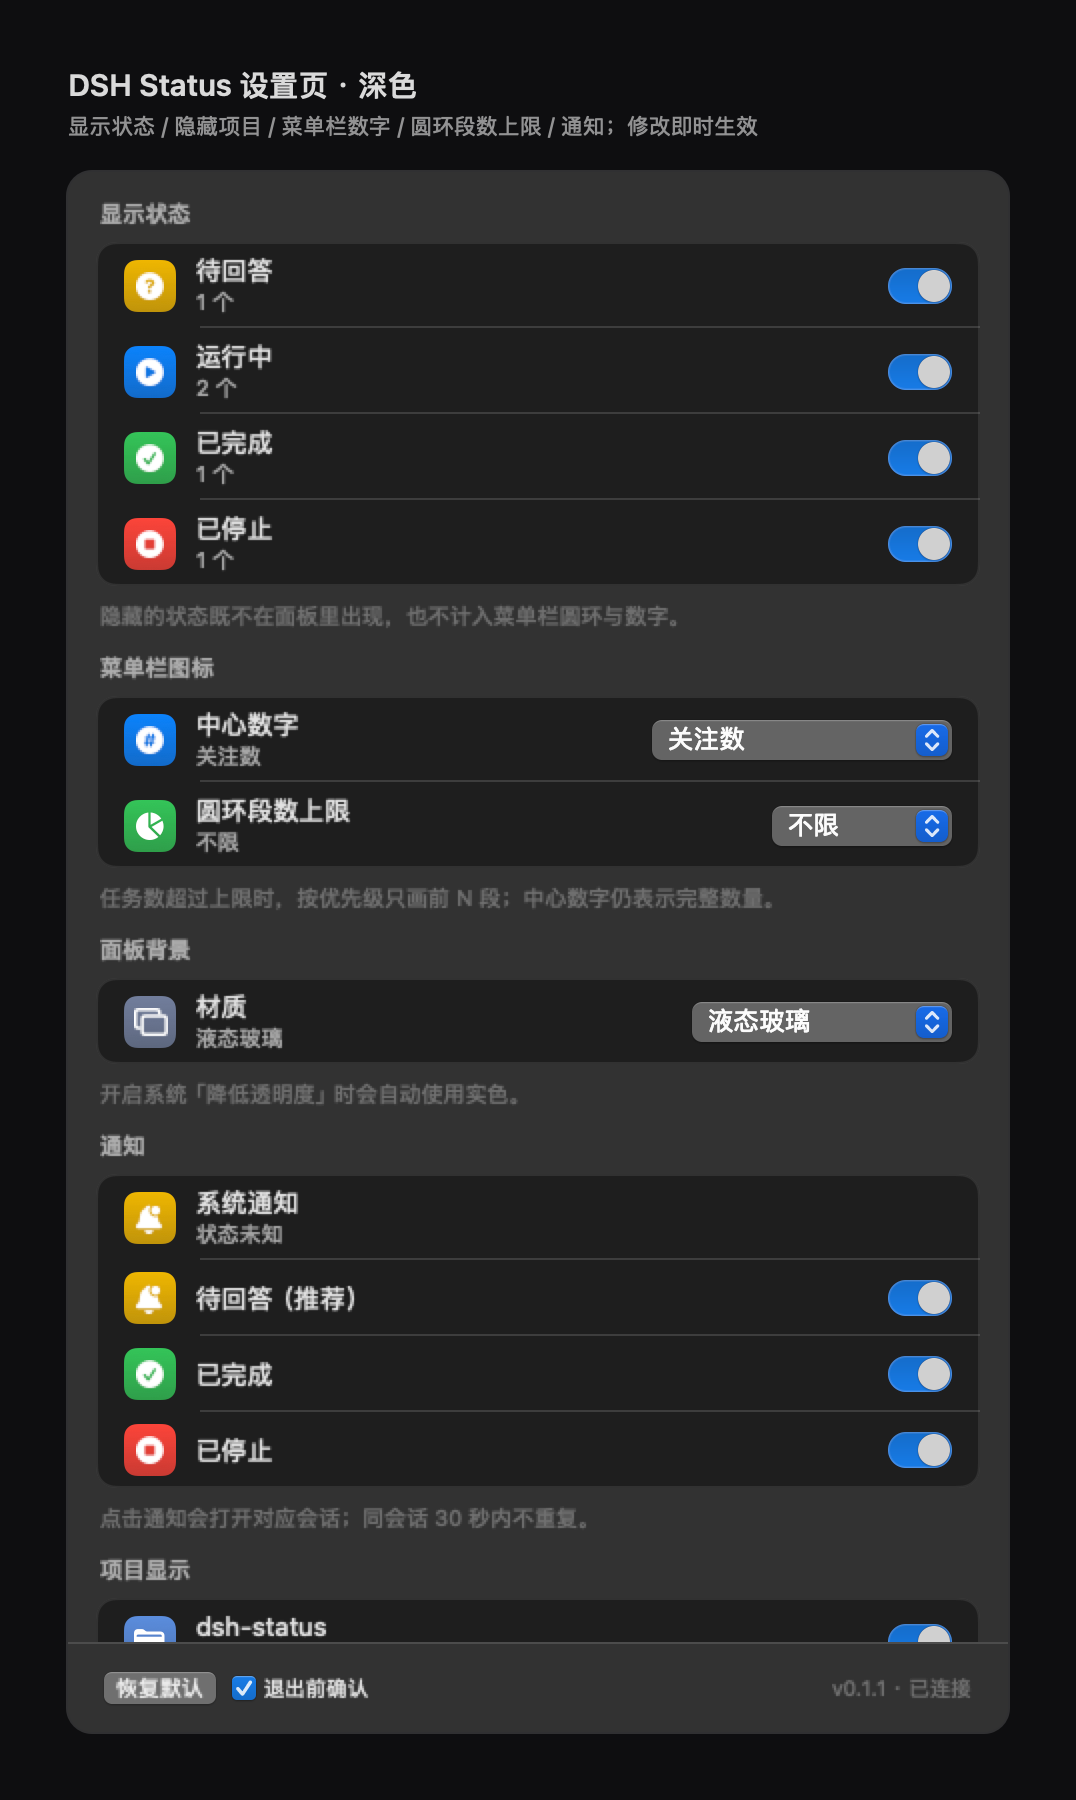 DSH Status 设置页 · 深色
显示状态 / 隐藏项目 / 菜单栏数字 / 圆环段数上限 / 通知；修改即时生效
显示状态
待回答
1 个
运行中
2 个
已完成
1 个
已停止
1 个
隐藏的状态既不在面板里出现，也不计入菜单栏圆环与数字。
菜单栏图标
中心数字
关注数
关注数
圆环段数上限
不限
不限
任务数超过上限时，按优先级只画前 N 段；中心数字仍表示完整数量。
面板背景
材质
液态玻璃
液态玻璃
开启系统「降低透明度」时会自动使用实色。
通知
系统通知
状态未知
待回答（推荐）
已完成
已停止
点击通知会打开对应会话；同会话 30 秒内不重复。
项目显示
dsh-status
恢复默认 退出前确认 v0.1.1 · 已连接